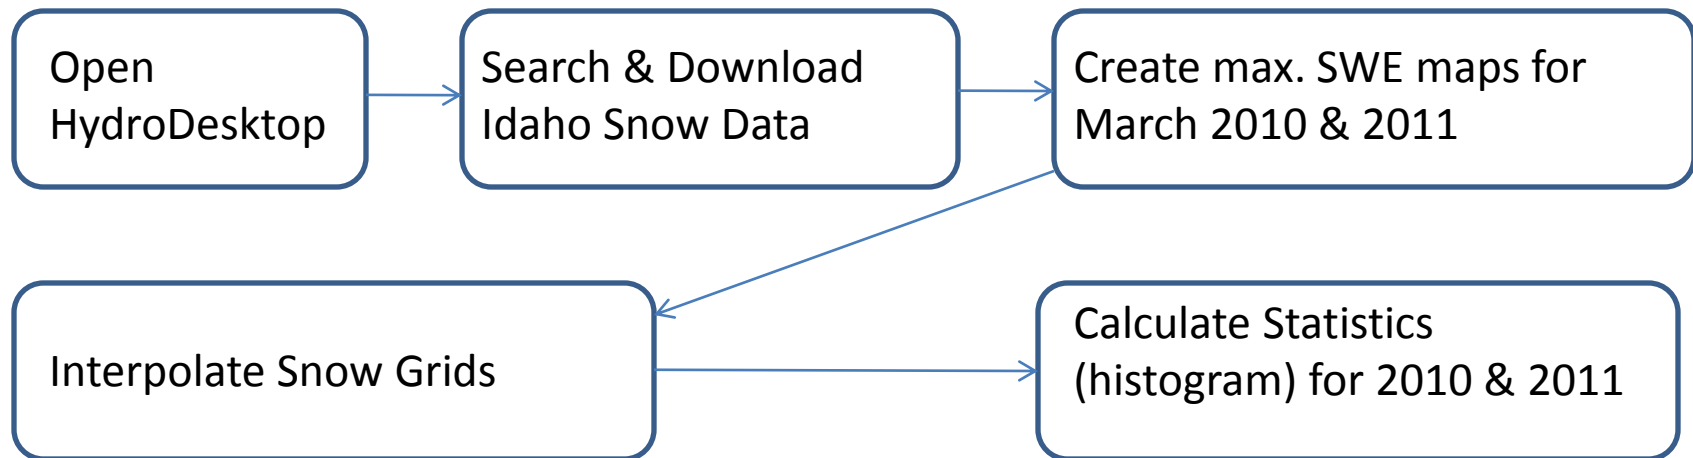 Open
HydroDesktop
Search & Download
Idaho Snow Data
Create max. SWE maps for
March 2010 & 2011
Interpolate Snow Grids
Calculate Statistics
(histogram) for 2010 & 2011